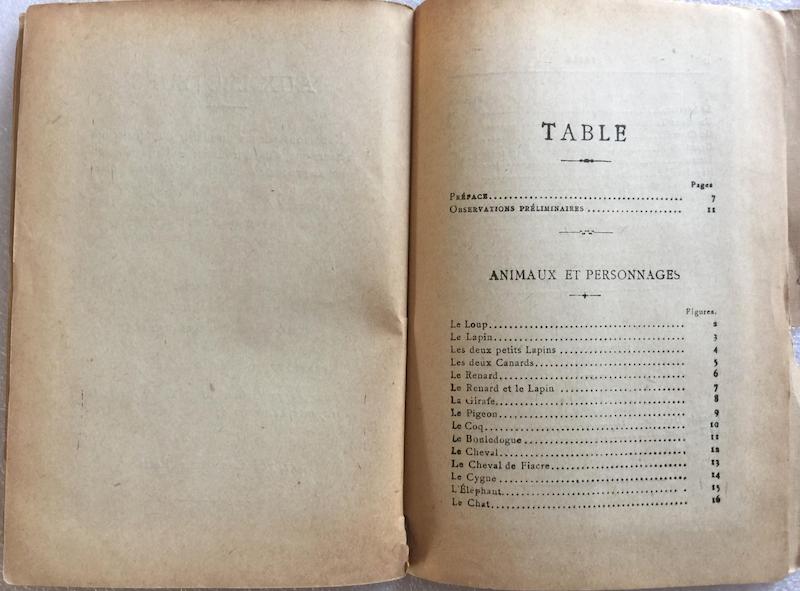 TABLE
Pages
PRÉFACE 7
OBSERVATIONS PRÉLIMINAIRES 11
ANIMAUX ET PERSONNAGES
Figures.
Le Loup 2
Le Lapin 3
Les deux petits Lapins 4
Les deux Canards 5
Le Renard 6
Le Renard et le Lapin 7
La Girafe 8
Le Pigeon 9
Le Coq 10
Le Bouledogue 11
Le Cheval 12
Le Cheval de Fiacre 13
Le Cygne 14
L'Éléphant 15
Le Chat 16